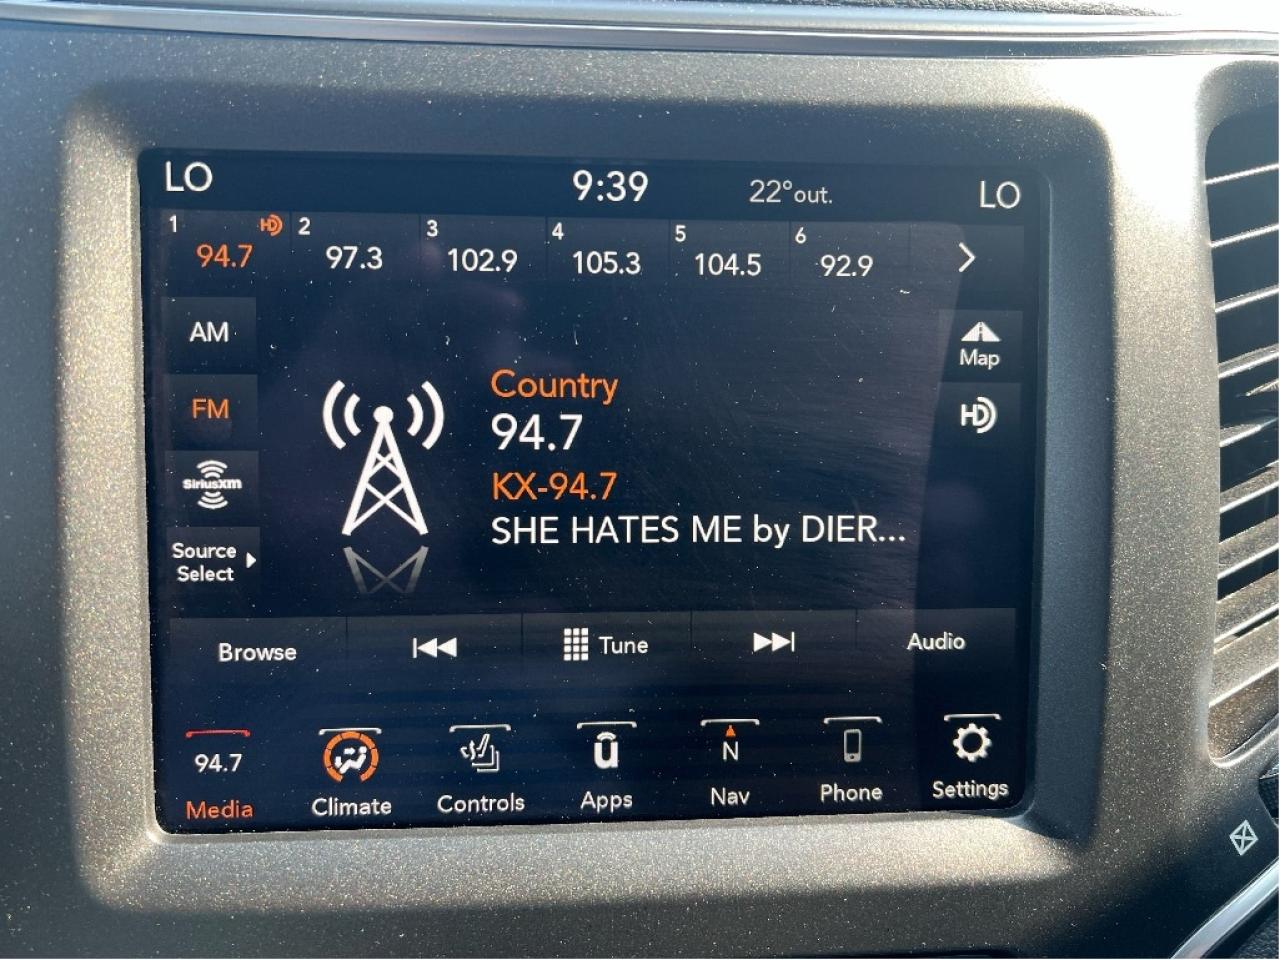 LO 9:39 22°out. LO
1 HD 2 3 4 5 6
94.7 97.3 102.9 105.3 104.5 92.9
AM
Map
FM
HD
Country
94.7
KX-94.7
SHE HATES ME by DIER...
SiriusXM
Source
Select
Browse Tune Audio
94.7 N
Media Climate Controls Apps Nav Phone Settings